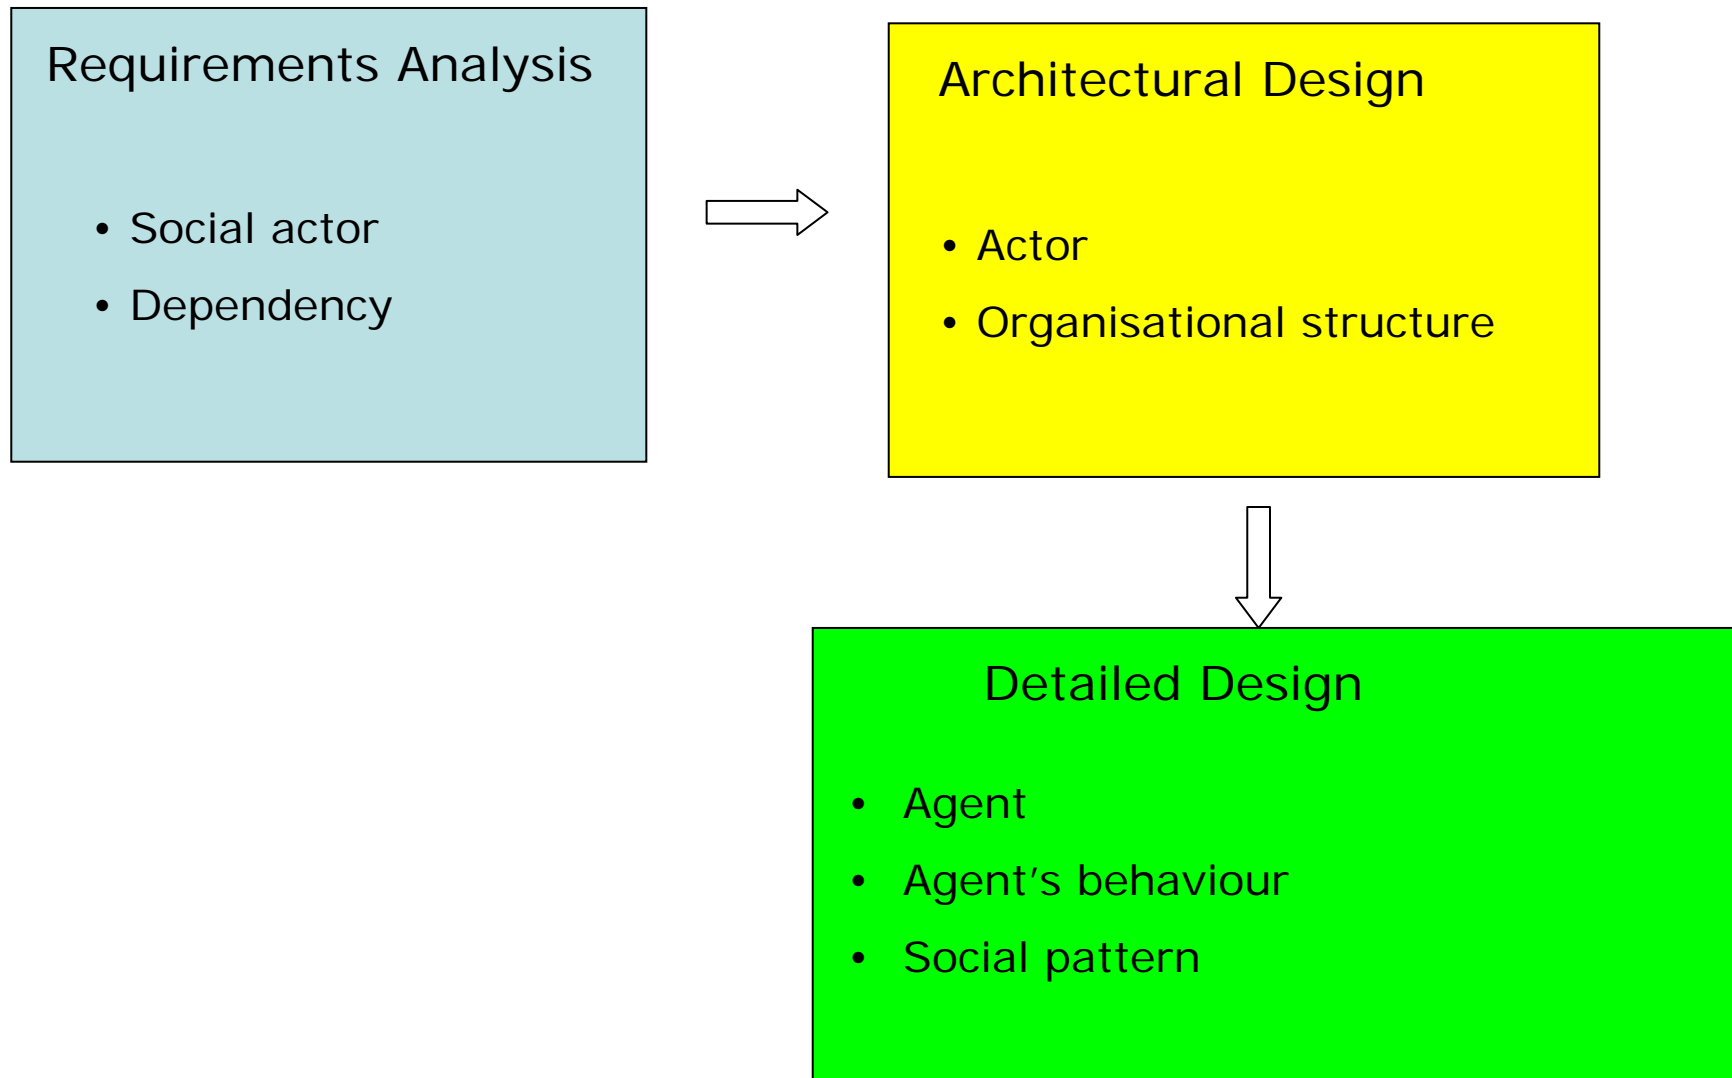 Requirements Analysis
• Social actor
• Dependency
Architectural Design
• Actor
• Organisational structure
Detailed Design
• Agent
• Agent’s behaviour
• Social pattern